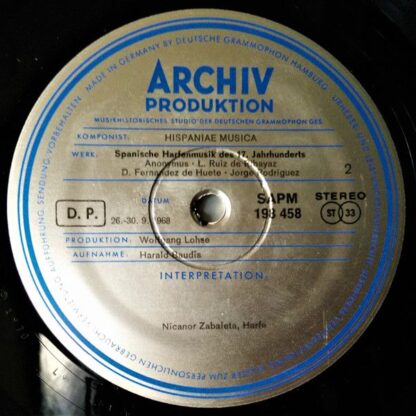 MADE IN GERMANY BY DEUTSCHE GRAMMOPHON HAMBURG
ARCHIV
PRODUKTION
MUSIKHISTORISCHES STUDIO DER DEUTSCHEN GRAMMOPHON GES.
KOMPONIST: HISPANIAE MUSICA
WERK: Spanische Harfenmusik des 17. Jahrhunderts
Anonymus · L. Ruiz de Ribayaz
D. Fernandez de Huete · Jorge Rodriguez
2
D. P.
DATUM
26.-30. 9. 1968
SAPM
198 458
STEREO
ST 33
PRODUKTION: Wolfgang Lohse
AUFNAHME: Harald Baudis
INTERPRETATION:
Nicanor Zabaleta, Harfe